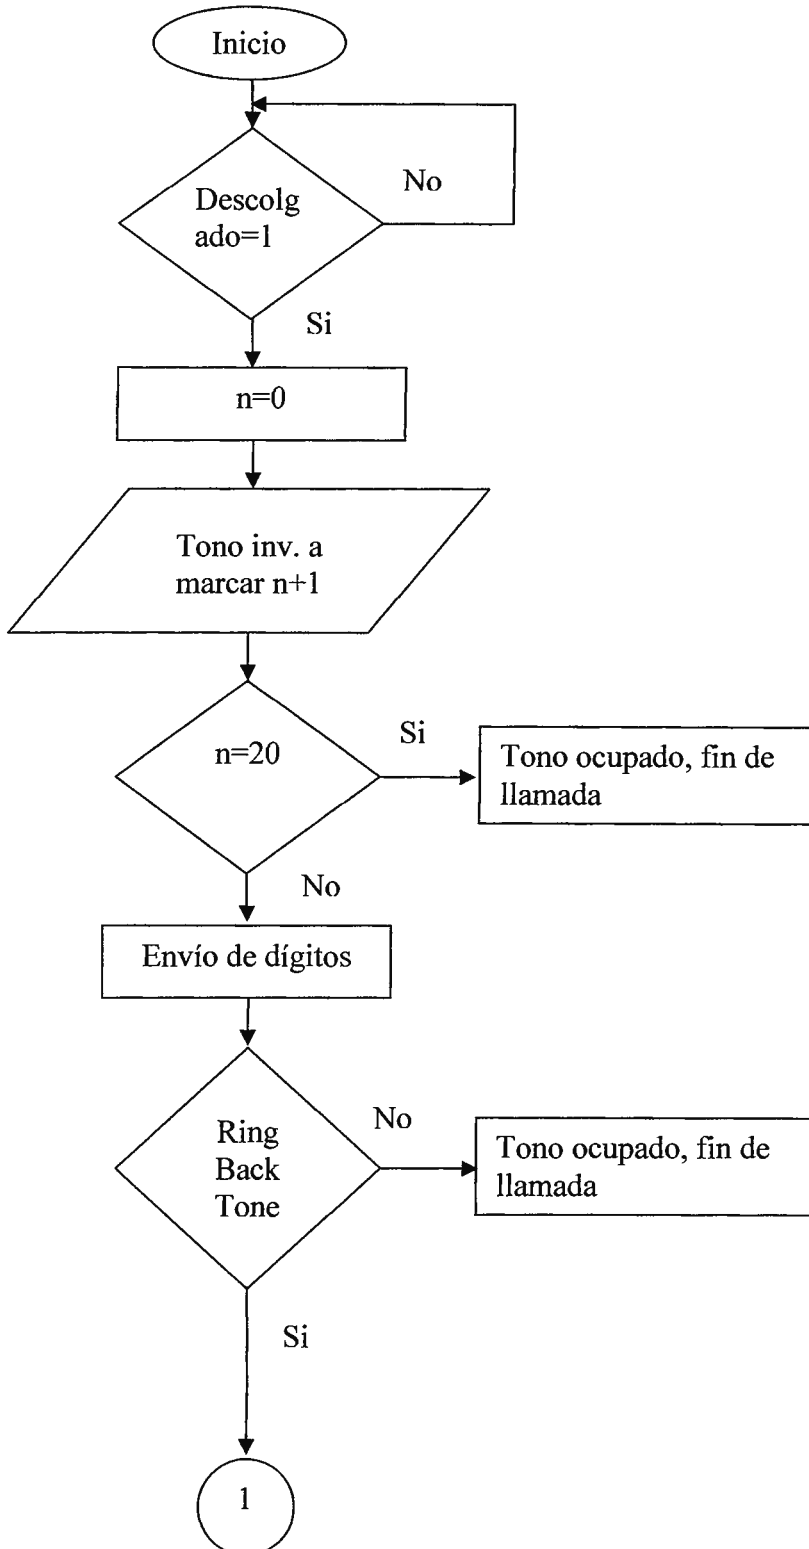 Inicio
No
Descolg
ado=1
Si
n=0
Tono inv. a
marcar n+1
Si
n=20
Tono ocupado, fin de
llamada
No
Envío de dígitos
No
Ring
Back
Tone
Tono ocupado, fin de
llamada
Si
1